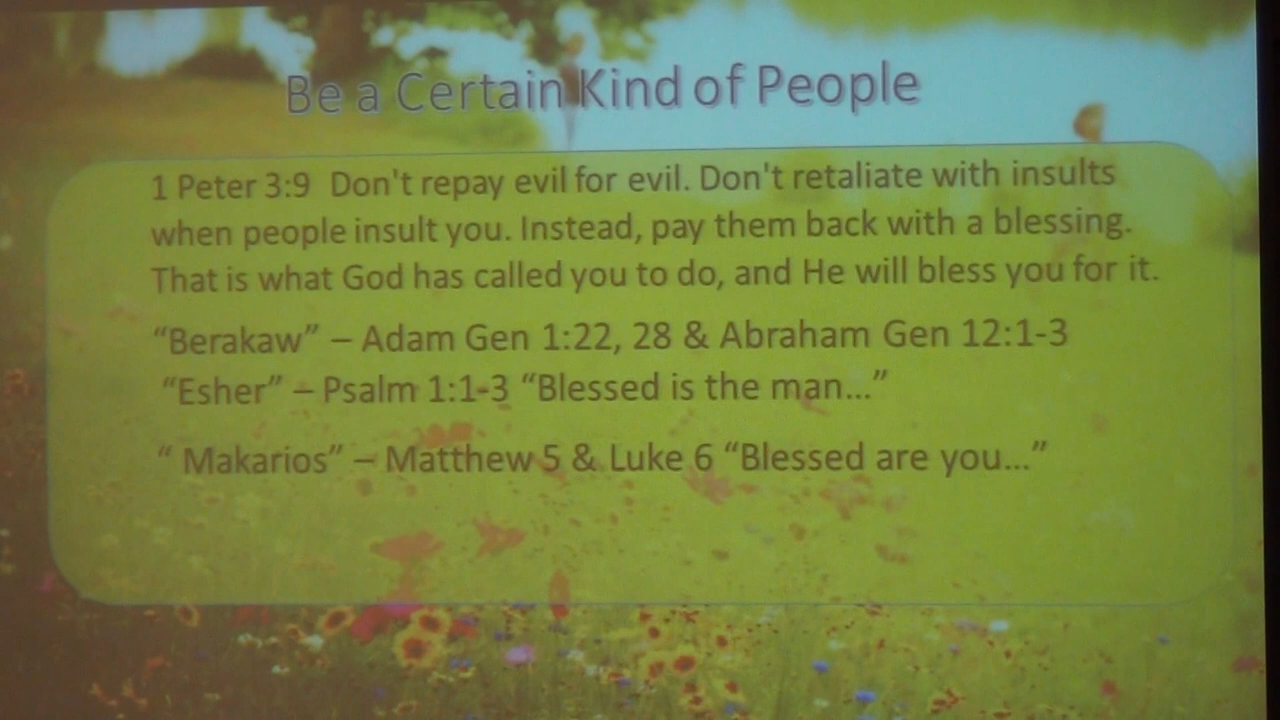 Be a Certain Kind of People
1 Peter 3:9  Don't repay evil for evil. Don't retaliate with insults
when people insult you. Instead, pay them back with a blessing.
That is what God has called you to do, and He will bless you for it.
“Berakaw” – Adam Gen 1:22, 28 & Abraham Gen 12:1-3
“Esher” – Psalm 1:1-3 “Blessed is the man...”
“ Makarios” – Matthew 5 & Luke 6 “Blessed are you...”